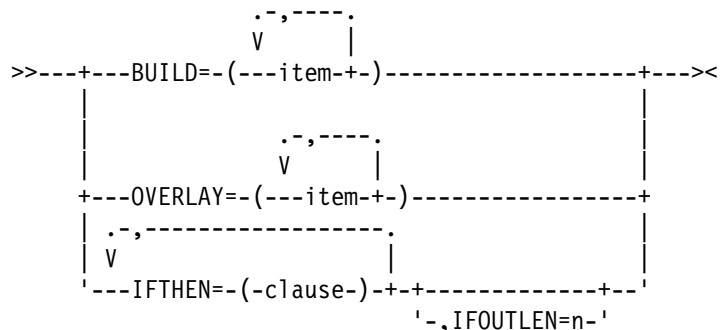 .-,----.
                    V      |
>>---+---BUILD=-(---item-+-)-----------------------+---><
     |                                             |
     |                                             |
     |                .-,----.                     |
     |                V      |                     |
     +---OVERLAY=-(---item-+-)---------------------+
     | .-,-------------------.                     |
     | V                     |                     |
     '---IFTHEN=-(-clause-)-+-+-------------+--'
                              '-,IFOUTLEN=n-'